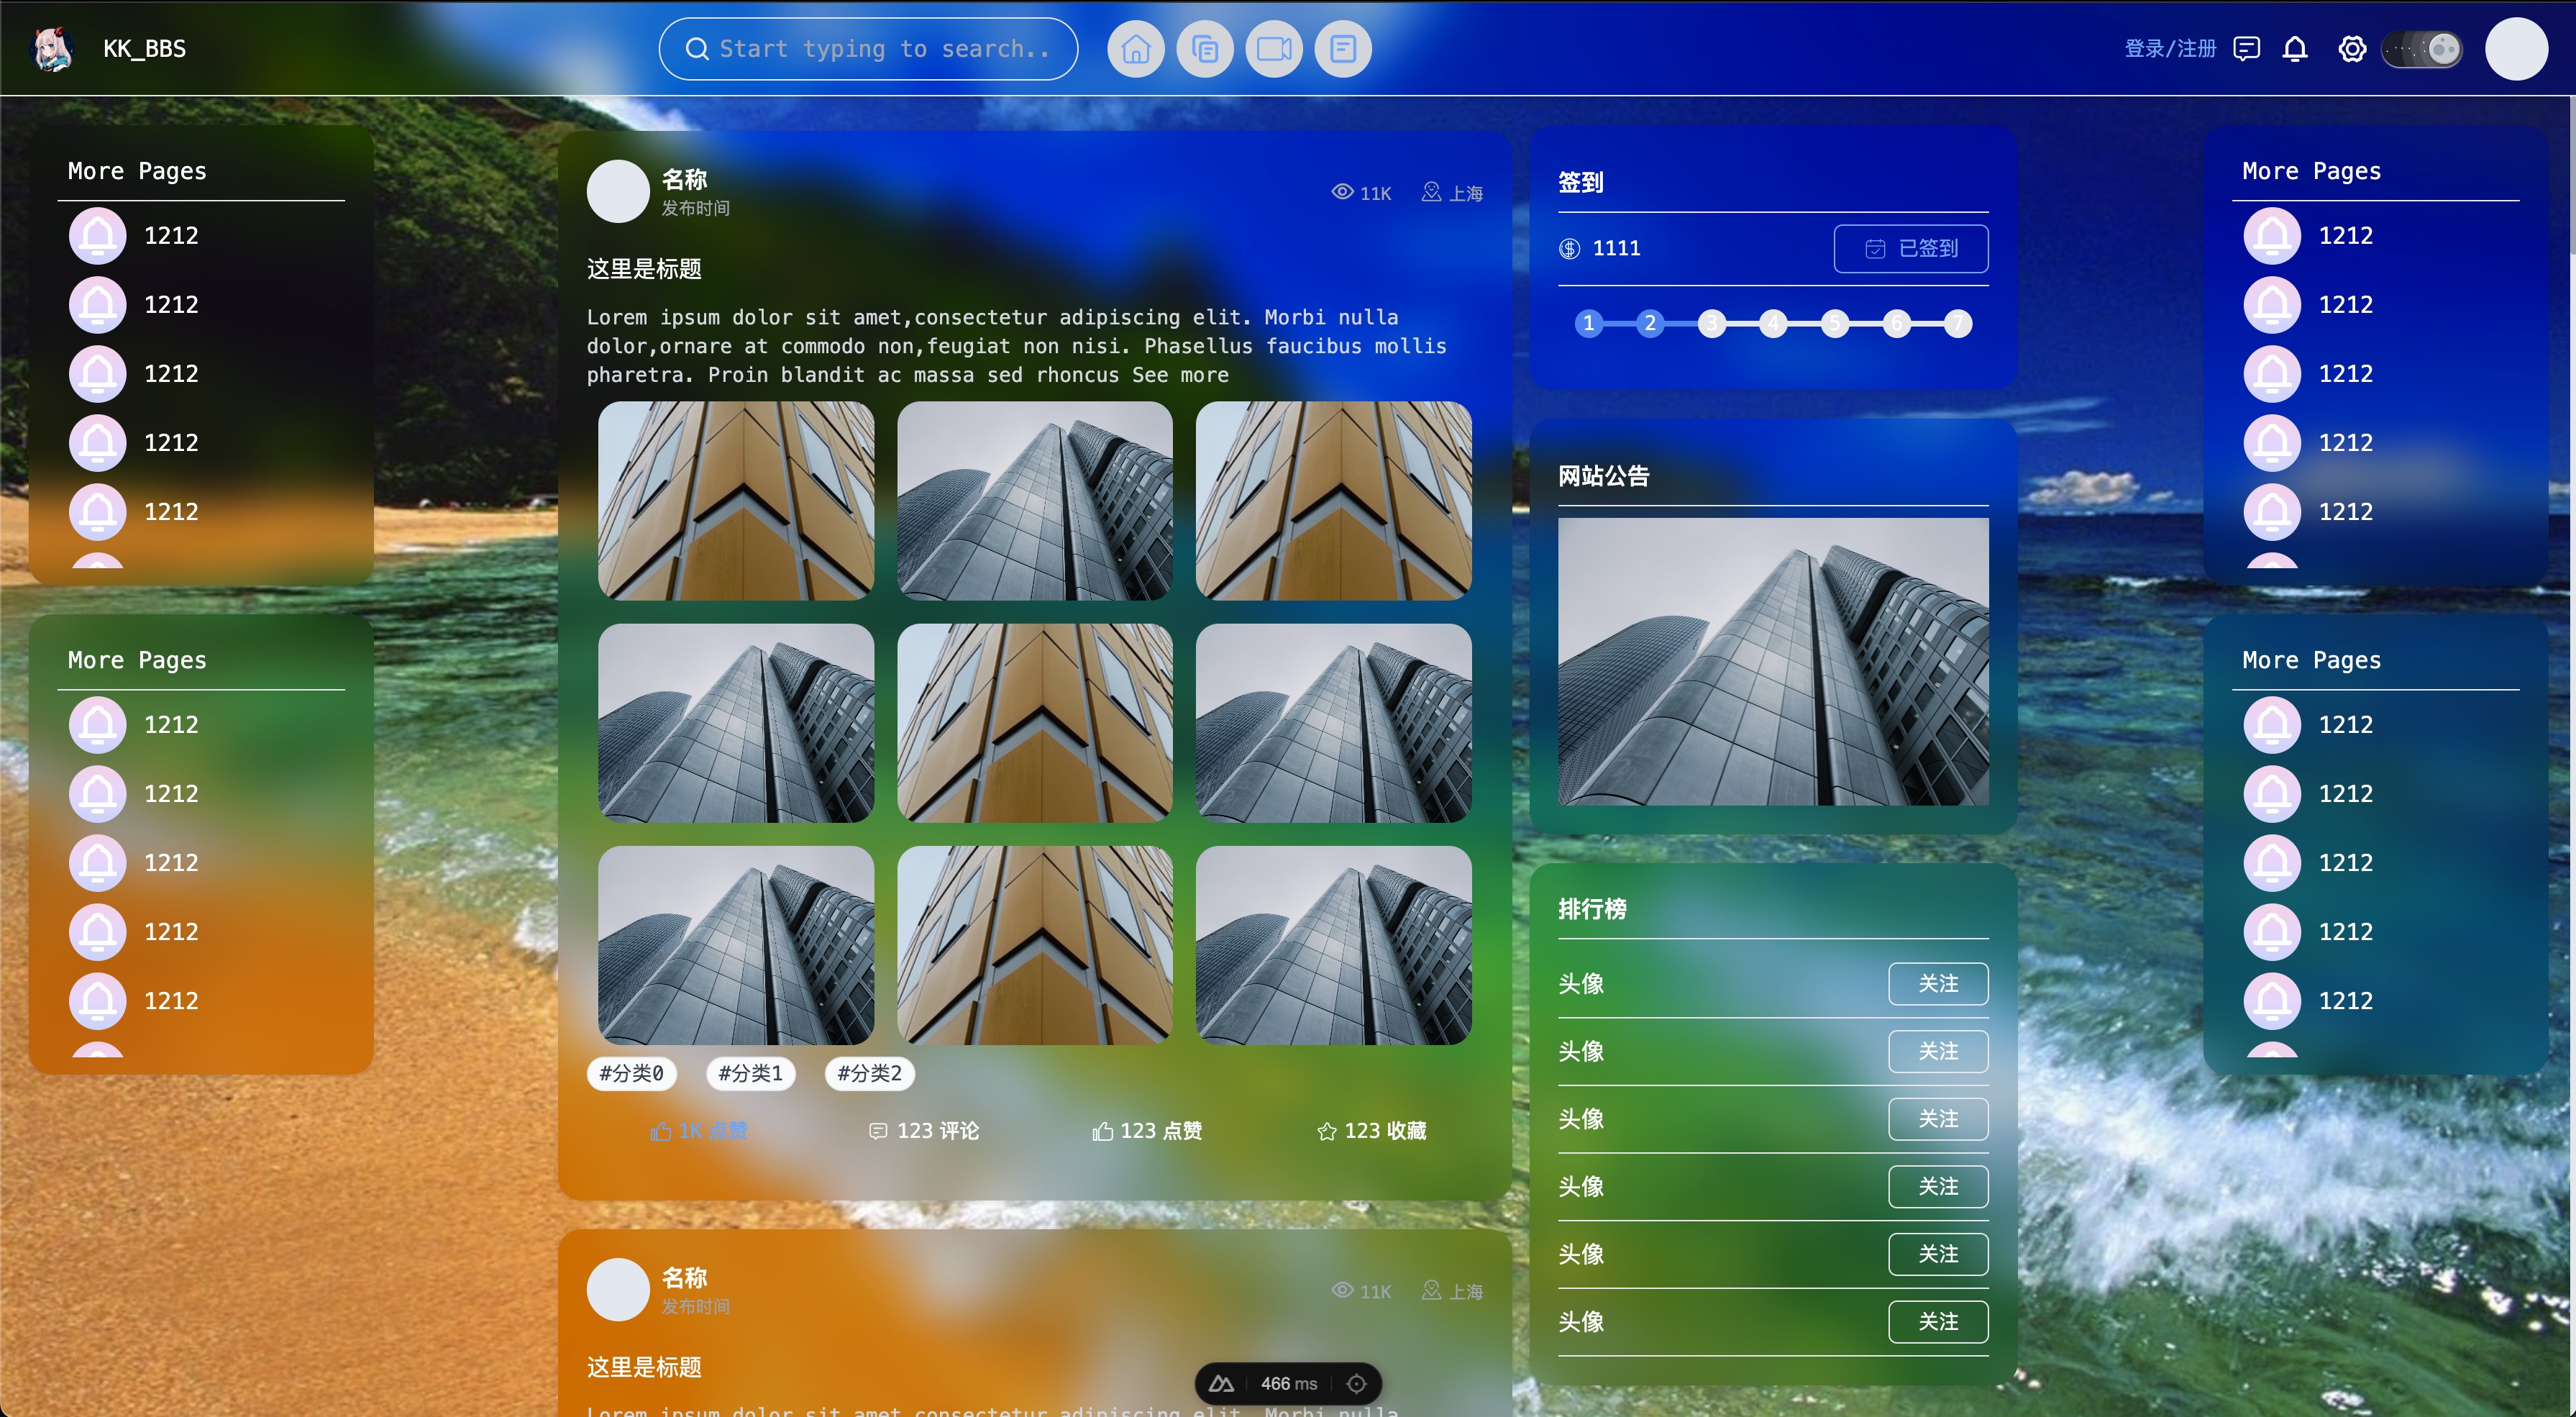 KK_BBS
Start typing to search..
登录/注册
More Pages
1212
1212
1212
1212
1212
More Pages
1212
1212
1212
1212
1212
名称
发布时间
11K
上海
这里是标题
Lorem ipsum dolor sit amet,consectetur adipiscing elit. Morbi nulla
dolor,ornare at commodo non,feugiat non nisi. Phasellus faucibus mollis
pharetra. Proin blandit ac massa sed rhoncus See more
#分类0
#分类1
#分类2
1K 点赞
123 评论
123 点赞
123 收藏
名称
发布时间
11K
上海
这里是标题
Lorem ipsum dolor sit amet,consectetur adipiscing elit. Morbi nulla
466 ms
签到
1111
已签到
1 2 3 4 5 6 7
网站公告
排行榜
头像 关注
头像 关注
头像 关注
头像 关注
头像 关注
头像 关注
More Pages
1212
1212
1212
1212
1212
More Pages
1212
1212
1212
1212
1212